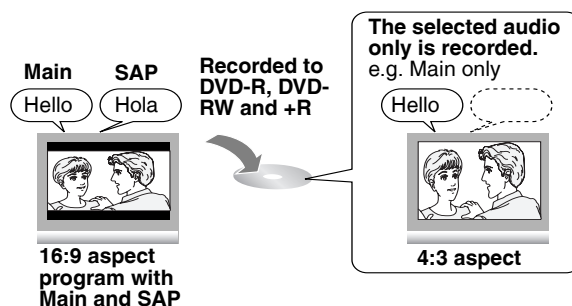 Main
SAP
Hello
Hola
16:9 aspect
program with
Main and SAP
Recorded to
DVD-R, DVD-
RW and +R
The selected audio
only is recorded.
e.g. Main only
Hello
4:3 aspect